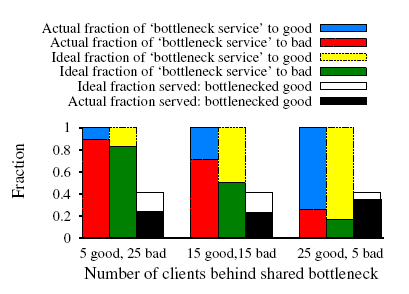 Actual fraction of ‘bottleneck service’ to good
Actual fraction of ‘bottleneck service’ to bad
Ideal fraction of ‘bottleneck service’ to good
Ideal fraction of ‘bottleneck service’ to bad
Ideal fraction served: bottlenecked good
Actual fraction served: bottlenecked good
1
0.8
0.6
0.4
0.2
0
Fraction
5 good, 25 bad 15 good,15 bad 25 good, 5 bad
Number of clients behind shared bottleneck